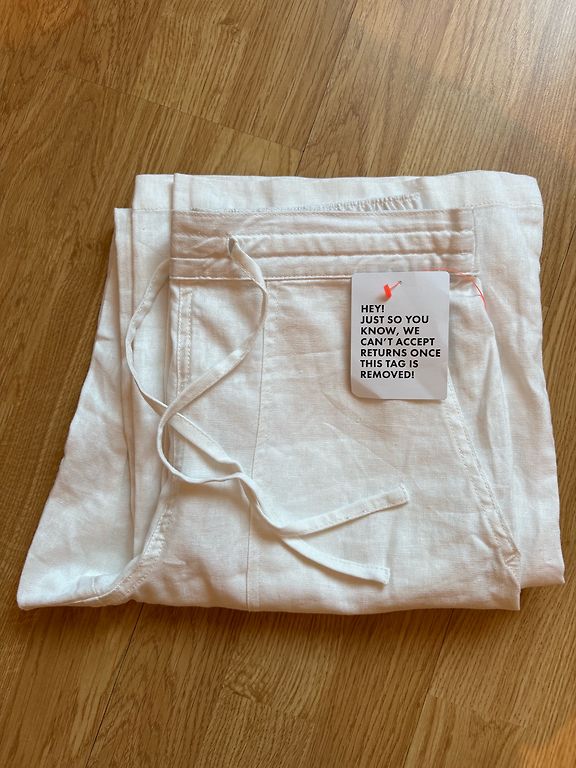 HEY!
JUST SO YOU
KNOW, WE
CAN'T ACCEPT
RETURNS ONCE
THIS TAG IS
REMOVED!